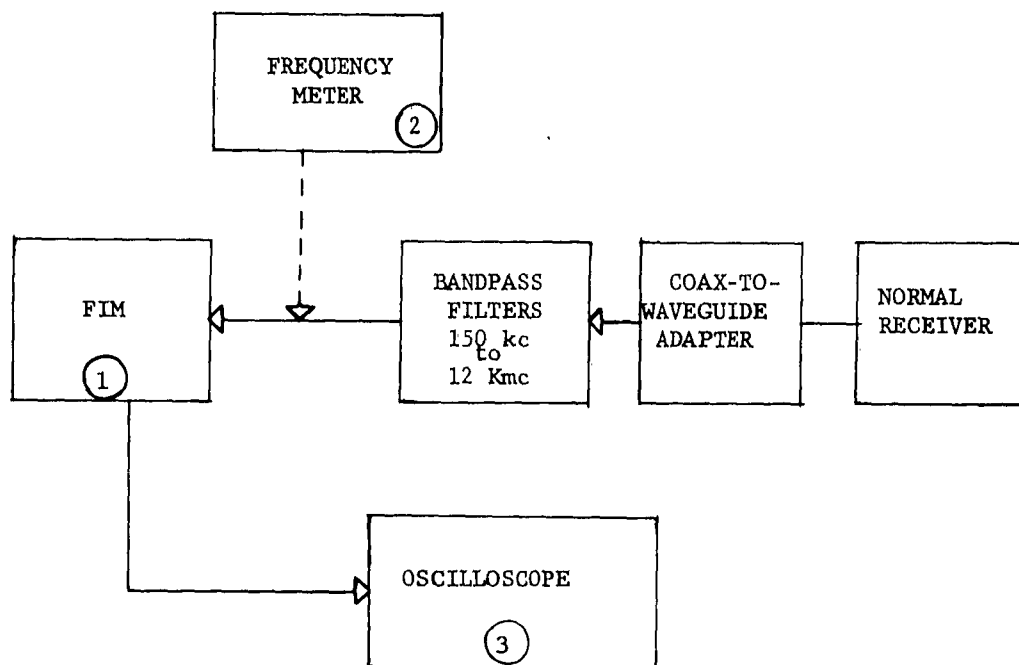 FREQUENCY
METER
2
FIM
1
BANDPASS
FILTERS
150 kc
to
12 Kmc
COAX-TO-
WAVEGUIDE
ADAPTER
NORMAL
RECEIVER
OSCILLOSCOPE
3